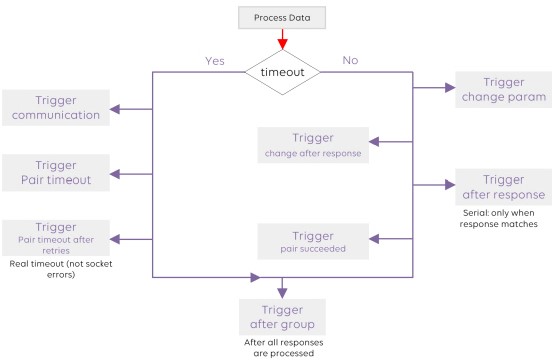 Process Data
Yes
timeout
No
Trigger
communication
Trigger
Pair timeout
Trigger
Pair timeout after
retries
Real timeout (not socket
errors)
Trigger
change after response
Trigger
pair succeeded
Trigger
change param
Trigger
after response
Serial: only when
response matches
Trigger
after group
After all responses
are processed